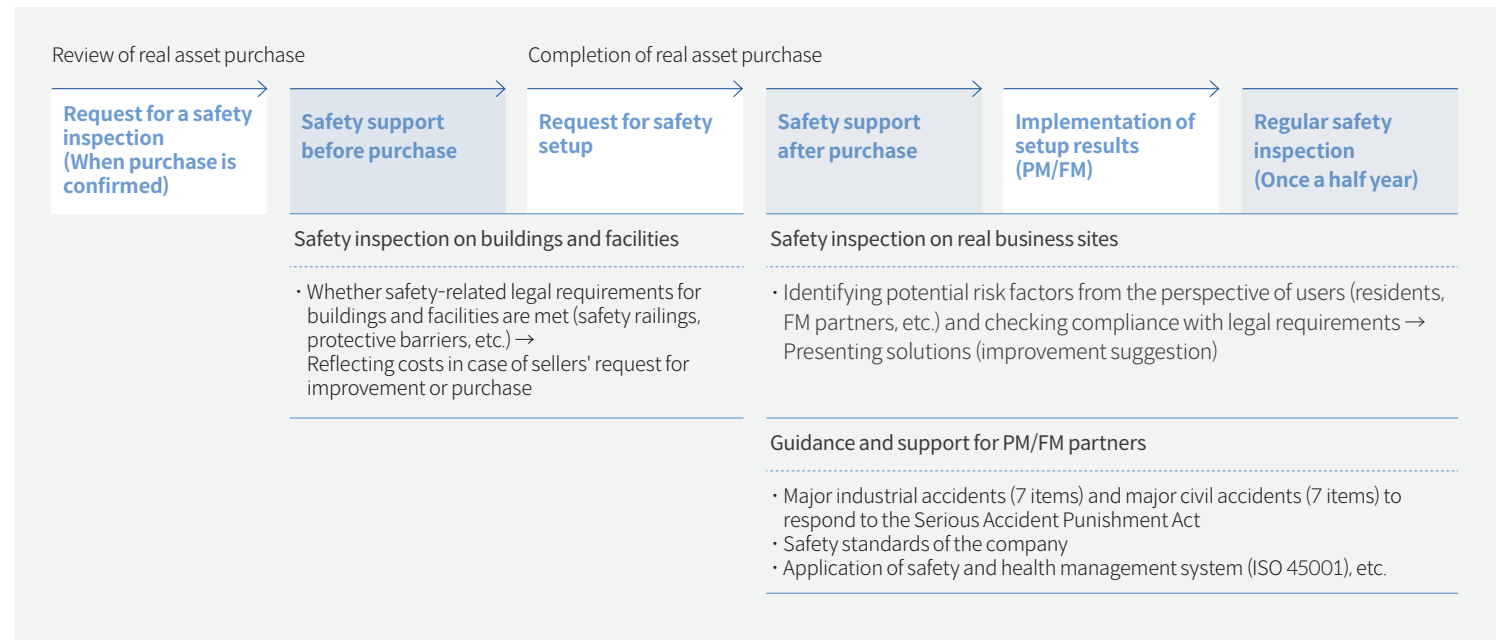 Review of real asset purchase
Completion of real asset purchase
Request for a safety
inspection
(When purchase is
confirmed)
Safety support
before purchase
Request for safety
setup
Safety support
after purchase
Implementation of
setup results
(PM/FM)
Regular safety
inspection
(Once a half year)
Safety inspection on buildings and facilities
・Whether safety-related legal requirements for
buildings and facilities are met (safety railings,
protective barriers, etc.) →
Reflecting costs in case of sellers' request for
improvement or purchase
Safety inspection on real business sites
・Identifying potential risk factors from the perspective of users (residents,
FM partners, etc.) and checking compliance with legal requirements →
Presenting solutions (improvement suggestion)
Guidance and support for PM/FM partners
・Major industrial accidents (7 items) and major civil accidents (7 items) to
respond to the Serious Accident Punishment Act
・Safety standards of the company
・Application of safety and health management system (ISO 45001), etc.